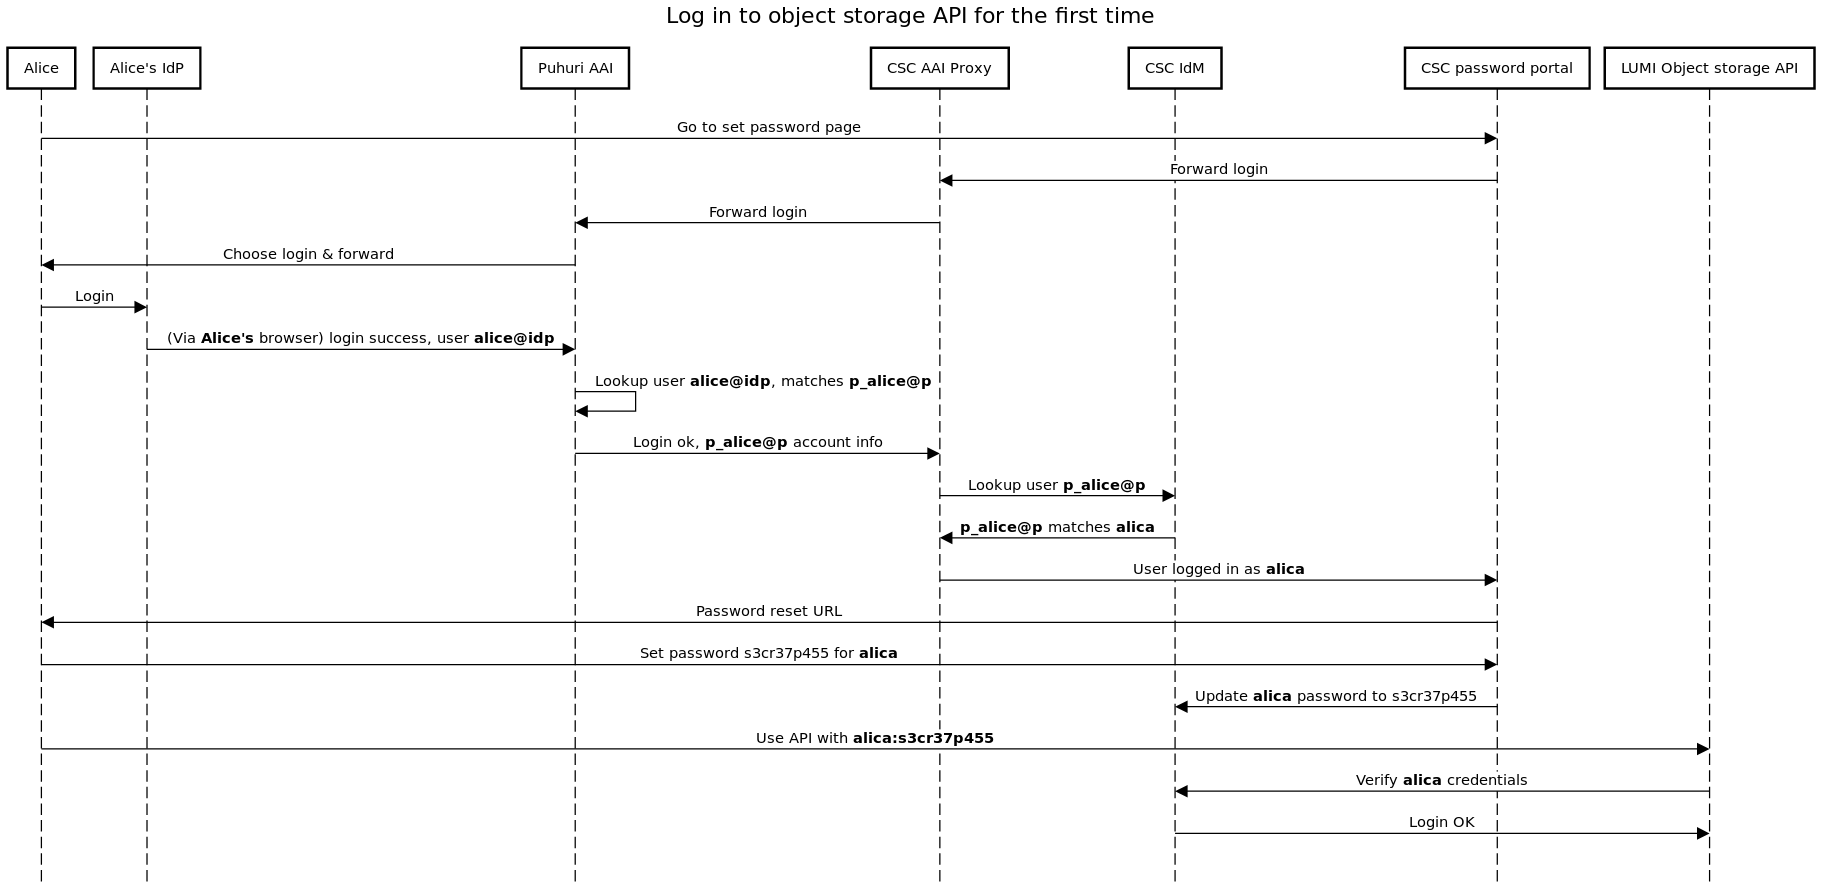 Log in to object storage API for the first time
Alice
Alice's IdP
Puhuri AAI
CSC AAI Proxy
CSC IdM
CSC password portal
LUMI Object storage API
Go to set password page
Forward login
Forward login
Choose login & forward
Login
(Via Alice's browser) login success, user alice@idp
Lookup user alice@idp, matches p_alice@p
Login ok, p_alice@p account info
Lookup user p_alice@p
p_alice@p matches alica
User logged in as alica
Password reset URL
Set password s3cr37p455 for alica
Update alica password to s3cr37p455
Use API with alica:s3cr37p455
Verify alica credentials
Login OK